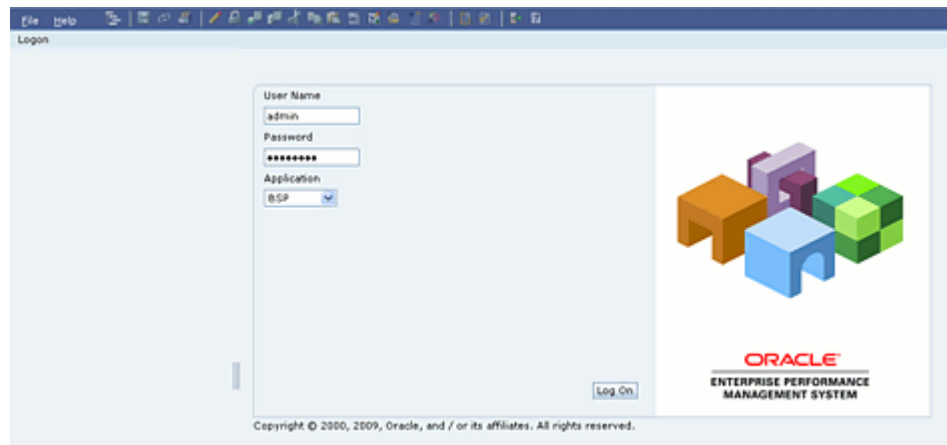 File Help
Logon
User Name
admin
Password
Application
BSP
Log On
ORACLE
ENTERPRISE PERFORMANCE
MANAGEMENT SYSTEM
Copyright © 2000, 2009, Oracle, and / or its affiliates. All rights reserved.